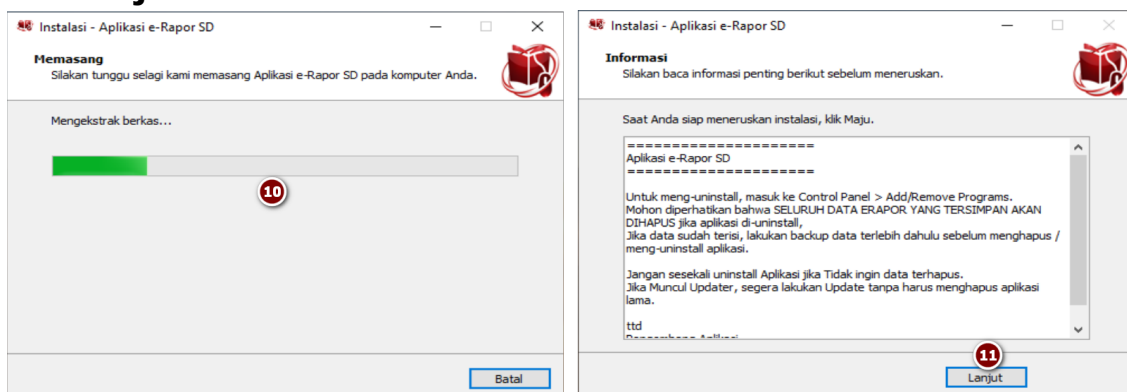 Instalasi - Aplikasi e-Rapor SD
Memasang
Silakan tunggu selagi kami memasang Aplikasi e-Rapor SD pada komputer Anda.
Mengekstrak berkas...
10
Batal
Instalasi - Aplikasi e-Rapor SD
Informasi
Silakan baca informasi penting berikut sebelum meneruskan.
Saat Anda siap meneruskan instalasi, klik Maju.
=====================
Aplikasi e-Rapor SD
=====================
Untuk meng-uninstall, masuk ke Control Panel > Add/Remove Programs.
Mohon diperhatikan bahwa SELURUH DATA ERAPOR YANG TERSIMPAN AKAN
DIHAPUS jika aplikasi di-uninstall,
Jika data sudah terisi, lakukan backup data terlebih dahulu sebelum menghapus /
meng-uninstall aplikasi.
Jangan sesekali uninstall Aplikasi jika Tidak ingin data terhapus.
Jika Muncul Updater, segera lakukan Update tanpa harus menghapus aplikasi
lama.
ttd
11
Lanjut